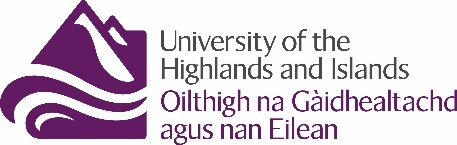 University of the
Highlands and Islands
Oilthigh na Gàidhealtachd
agus nan Eilean